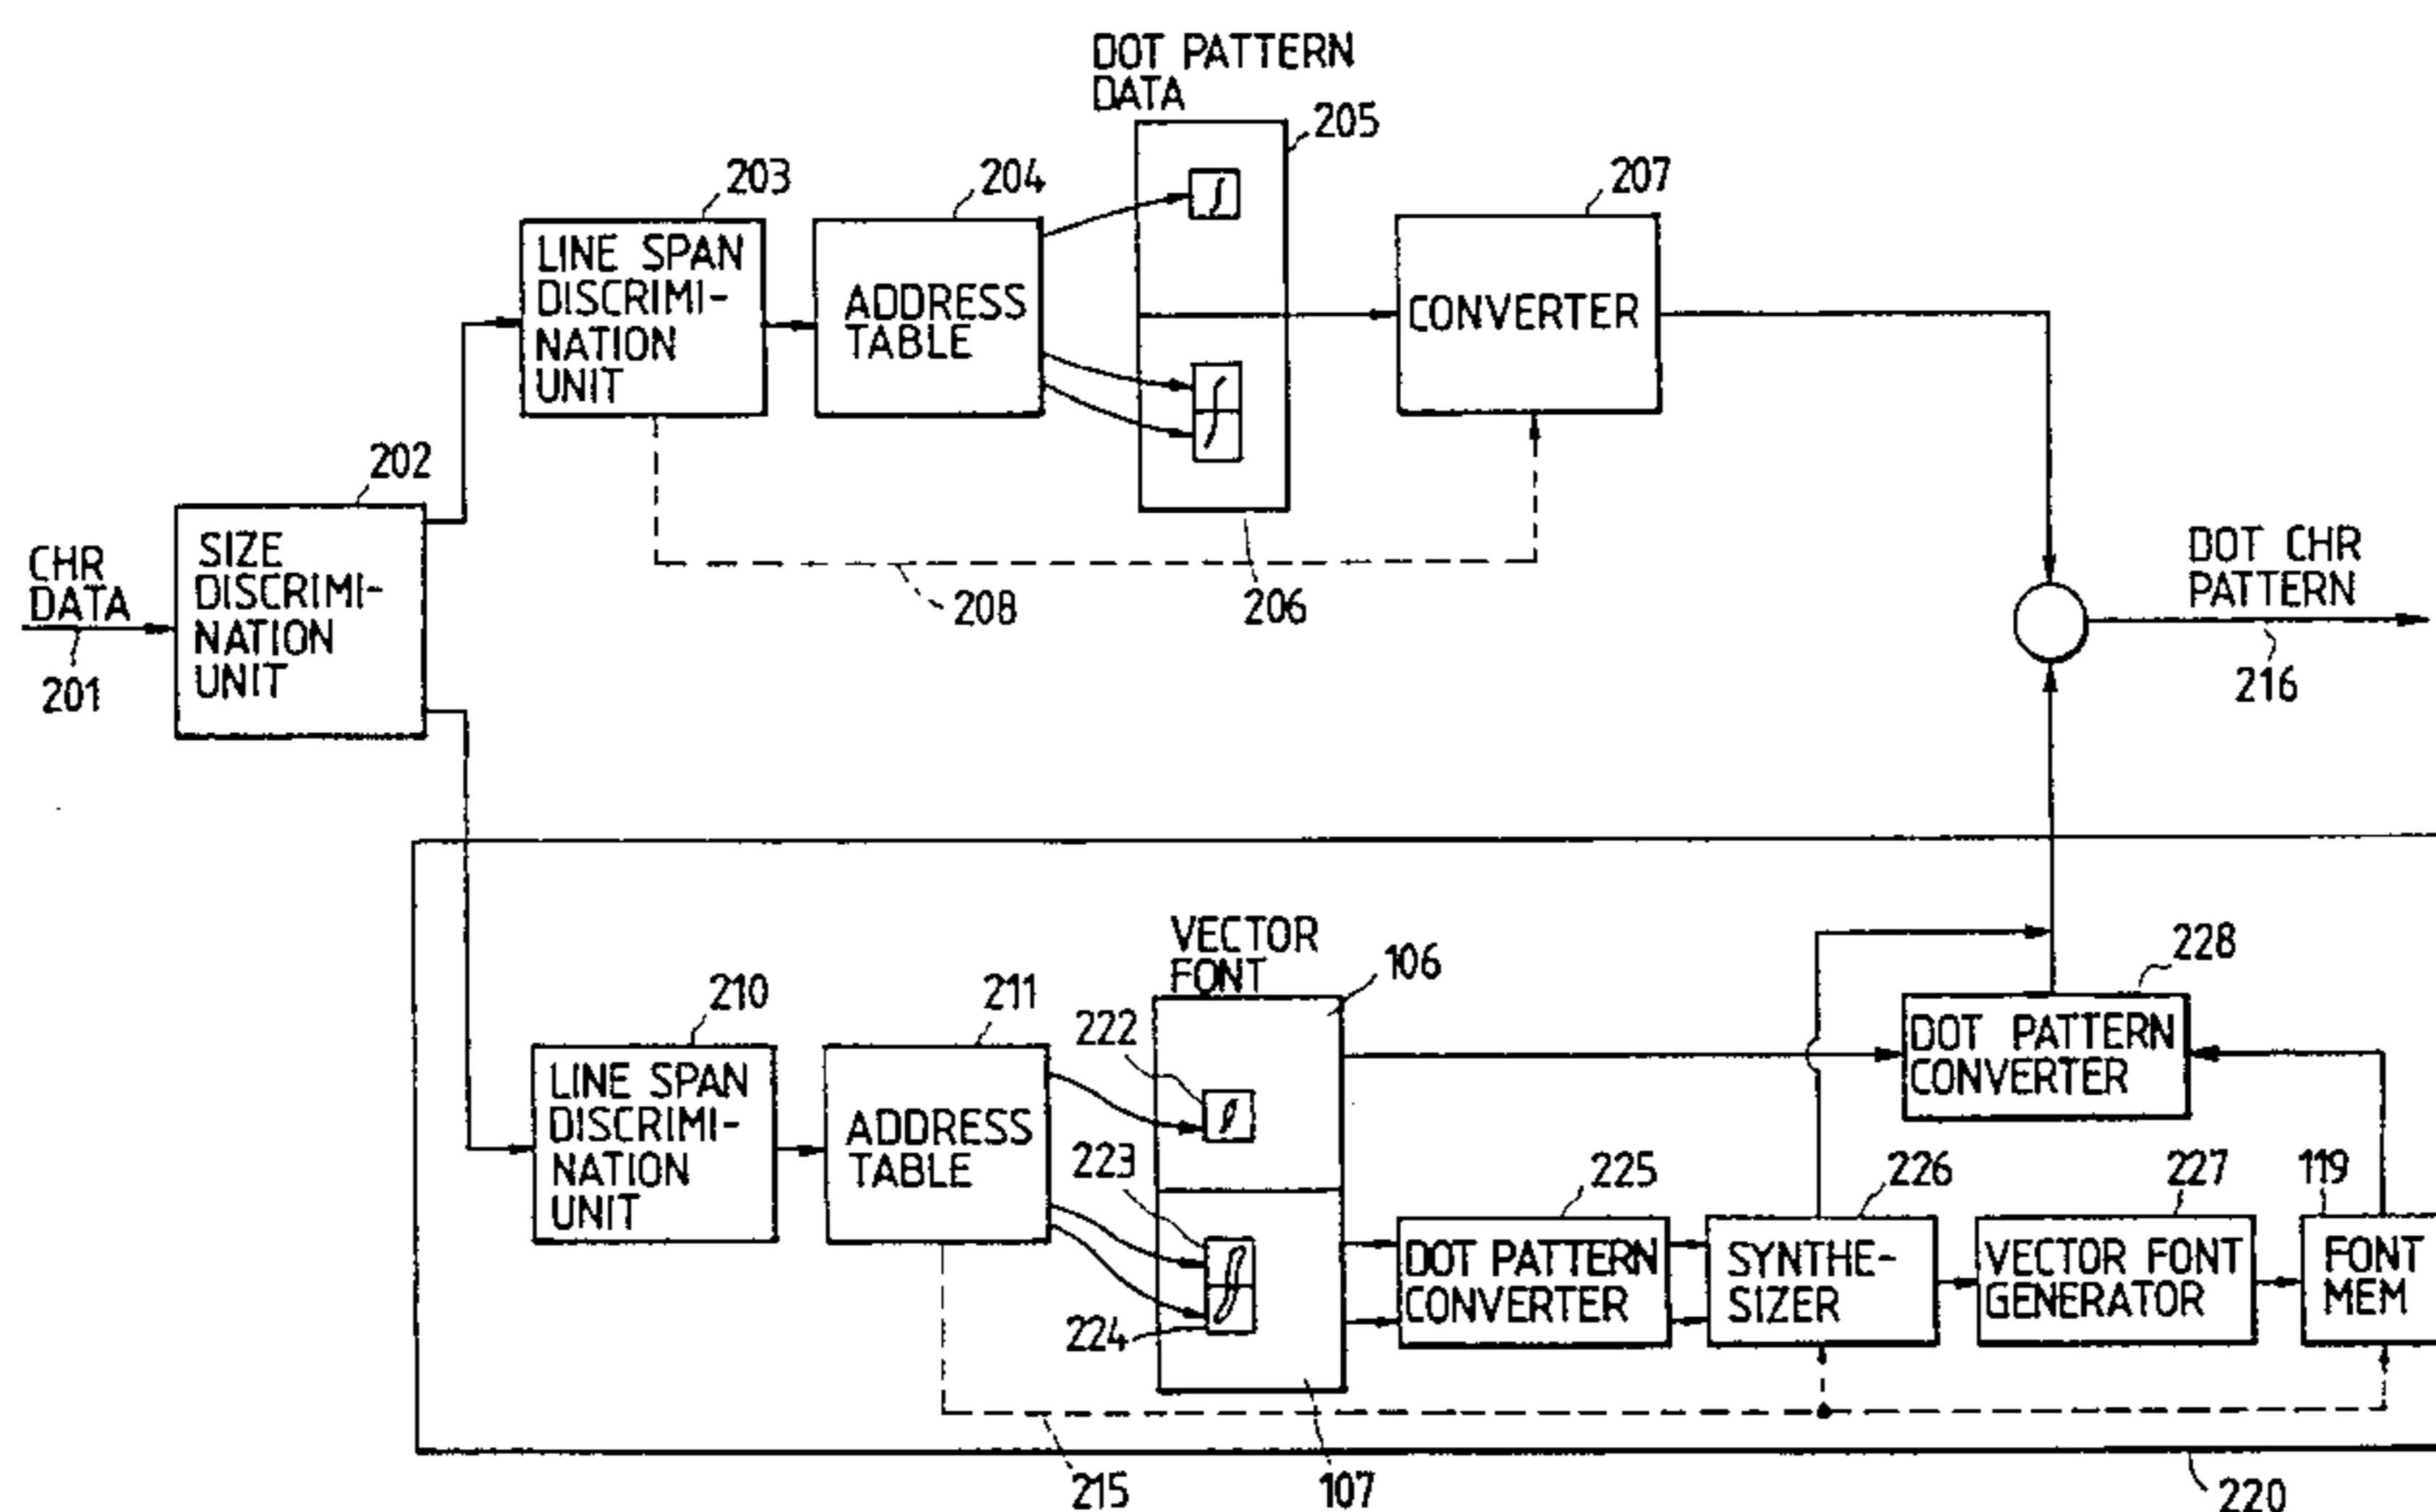 DOT PATTERN
DATA
205
203
204
207
LINE SPAN
DISCRIMI-
NATION
UNIT
ADDRESS
TABLE
CONVERTER
202
CHR
DATA
201
SIZE
DISCRIMI-
NATION
UNIT
208
206
DOT CHR
PATTERN
216
VECTOR
FONT
106
228
210
211
222
DOT PATTERN
CONVERTER
LINE SPAN
DISCRIMI-
NATION
UNIT
ADDRESS
TABLE
223
224
225
226
227
119
DOT PATTERN
CONVERTER
SYNTHE-
SIZER
VECTOR FONT
GENERATOR
FONT
MEM
215
107
220